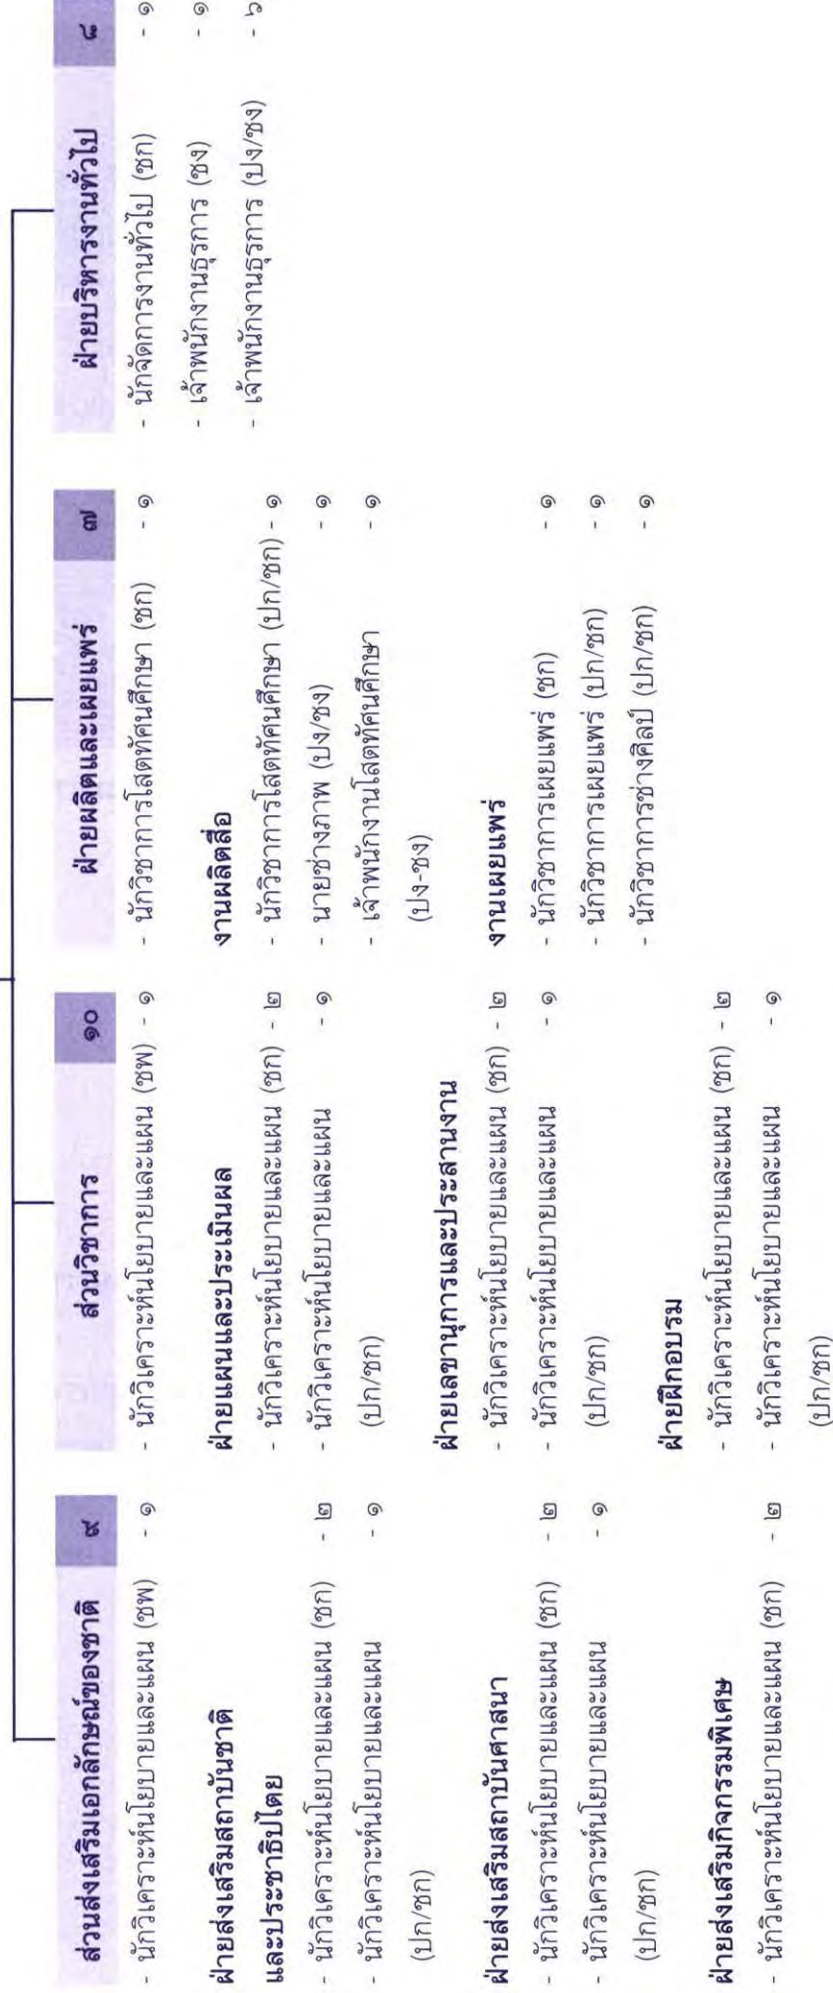 ส่วนส่งเสริมเอกลักษณ์ของชาติ ๙
- นักวิเคราะห์นโยบายและแผน (ชพ) - ๑
ฝ่ายส่งเสริมสถาบันชาติ
และประชาธิปไตย
- นักวิเคราะห์นโยบายและแผน (ชก) - ๒
- นักวิเคราะห์นโยบายและแผน - ๑
(ปก/ชก)
ฝ่ายส่งเสริมสถาบันศาสนา
- นักวิเคราะห์นโยบายและแผน (ชก) - ๒
- นักวิเคราะห์นโยบายและแผน - ๑
(ปก/ชก)
ฝ่ายส่งเสริมกิจกรรมพิเศษ
- นักวิเคราะห์นโยบายและแผน (ชก) - ๒
ส่วนวิชาการ ๑๐
- นักวิเคราะห์นโยบายและแผน (ชพ) - ๑
ฝ่ายแผนและประเมินผล
- นักวิเคราะห์นโยบายและแผน (ชก) - ๒
- นักวิเคราะห์นโยบายและแผน - ๑
(ปก/ชก)
ฝ่ายเลขานุการและประสานงาน
- นักวิเคราะห์นโยบายและแผน (ชก) - ๒
- นักวิเคราะห์นโยบายและแผน - ๑
(ปก/ชก)
ฝ่ายฝึกอบรม
- นักวิเคราะห์นโยบายและแผน (ชก) - ๒
- นักวิเคราะห์นโยบายและแผน - ๑
(ปก/ชก)
ฝ่ายผลิตและเผยแพร่ ๗
- นักวิชาการโสตทัศนศึกษา (ชก) - ๑
งานผลิตสื่อ
- นักวิชาการโสตทัศนศึกษา (ปก/ชก) - ๑
- นายช่างภาพ (ปง/ชง) - ๑
- เจ้าพนักงานโสตทัศนศึกษา - ๑
(ปง-ชง)
งานเผยแพร่
- นักวิชาการเผยแพร่ (ชก) - ๑
- นักวิชาการเผยแพร่ (ปก/ชก) - ๑
- นักวิชาการช่างศิลป์ (ปก/ชก) - ๑
ฝ่ายบริหารงานทั่วไป ๘
- นักจัดการงานทั่วไป (ชก) - ๑
- เจ้าพนักงานธุรการ (ชง) - ๑
- เจ้าพนักงานธุรการ (ปง/ชง) - ๖